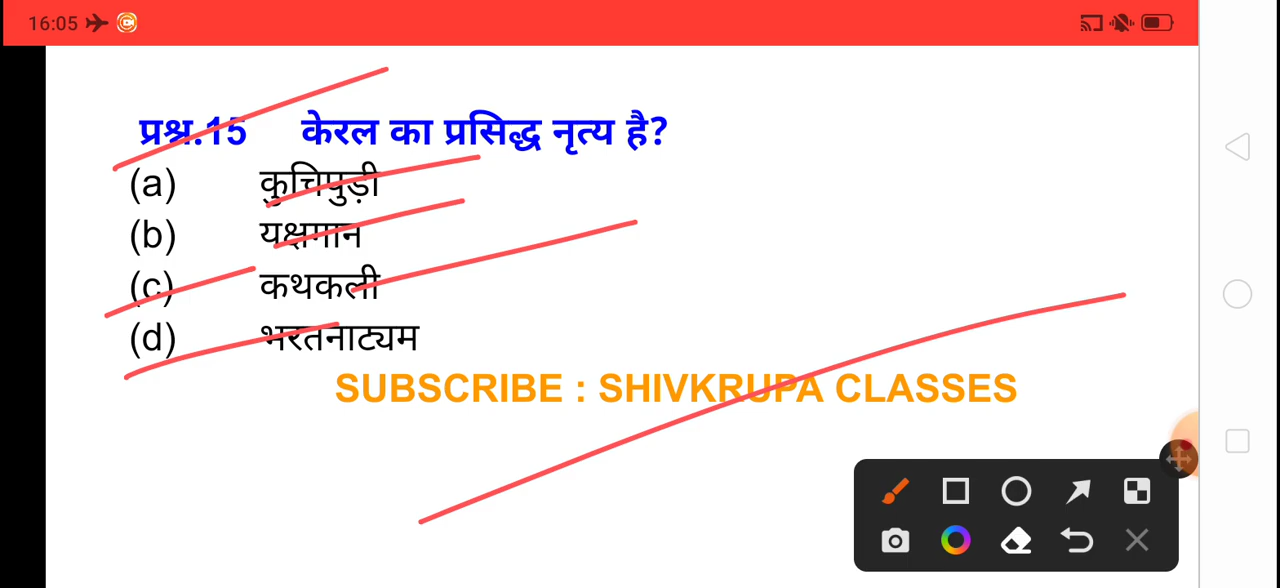 16:05
प्रश्न.15 केरल का प्रसिद्ध नृत्य है?
(a) कुचिपुड़ी
(b) यक्षगान
(c) कथकली
(d) भरतनाट्यम
SUBSCRIBE : SHIVKRUPA CLASSES